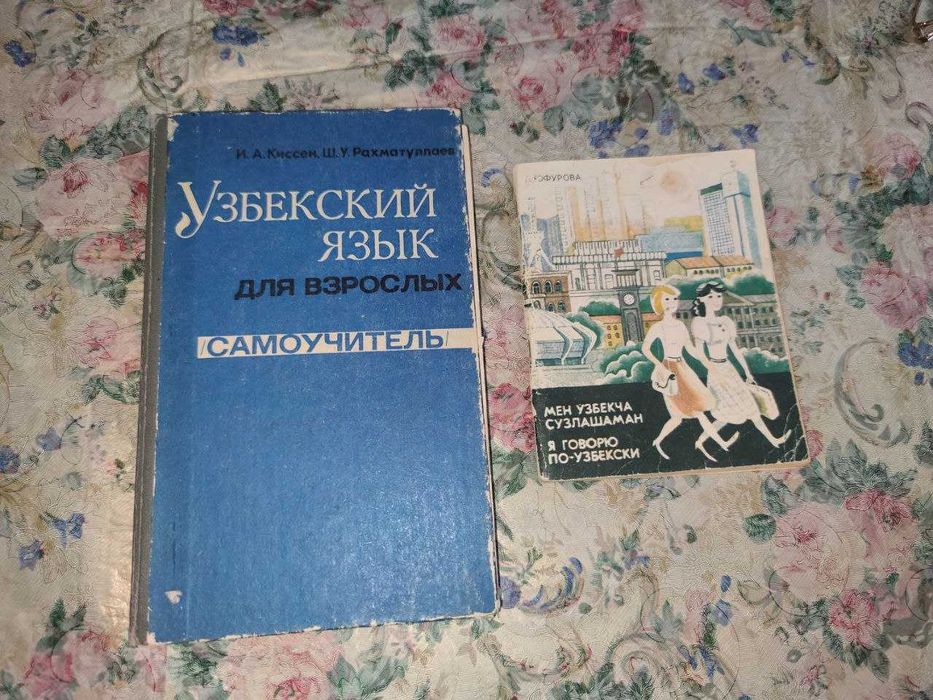 И. А. Киссен, Ш. У. Рахматуллаев
УЗБЕКСКИЙ
ЯЗЫК
ДЛЯ ВЗРОСЛЫХ
/САМОУЧИТЕЛЬ/
МЕН УЗБЕКЧА
СУЗЛАШАМАН
Я ГОВОРЮ
ПО-УЗБЕКСКИ